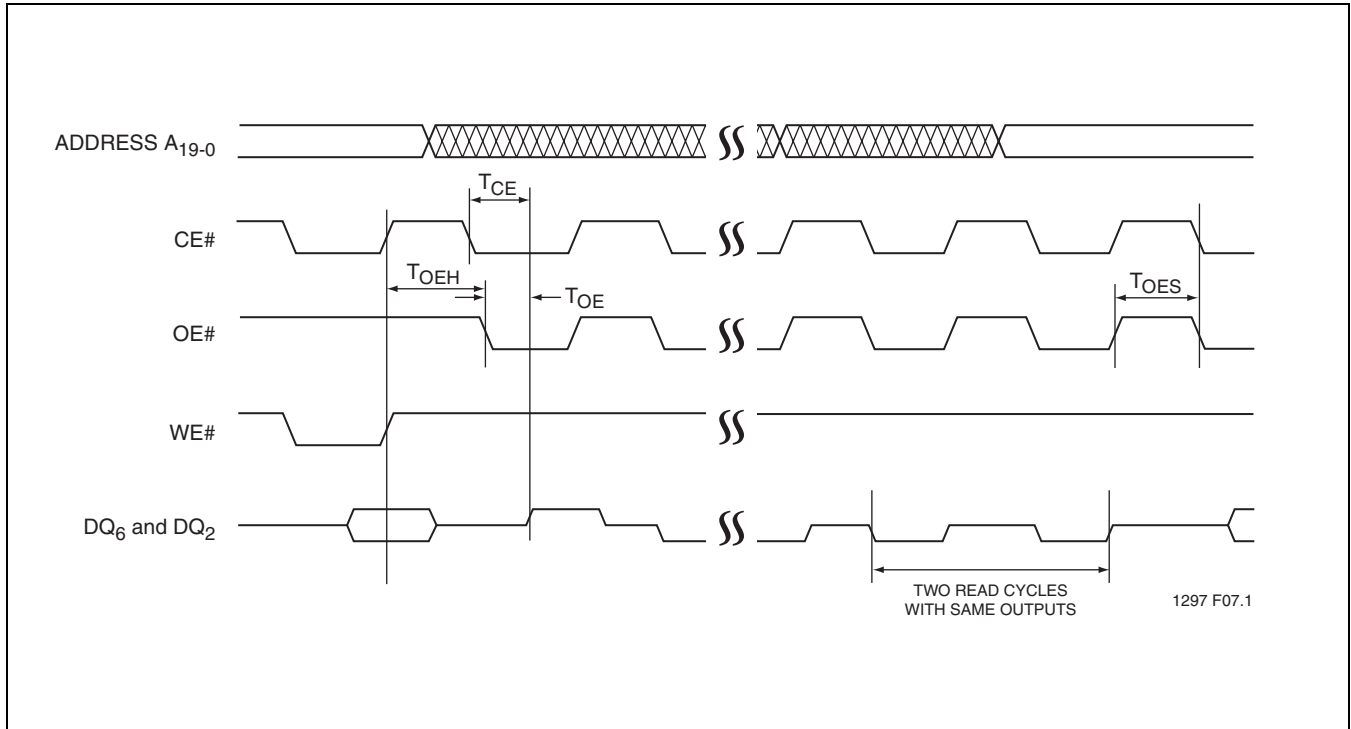 ADDRESS A19-0
TCE
CE#
TOEH
TOE
TOES
OE#
WE#
DQ6 and DQ2
TWO READ CYCLES
WITH SAME OUTPUTS
1297 F07.1